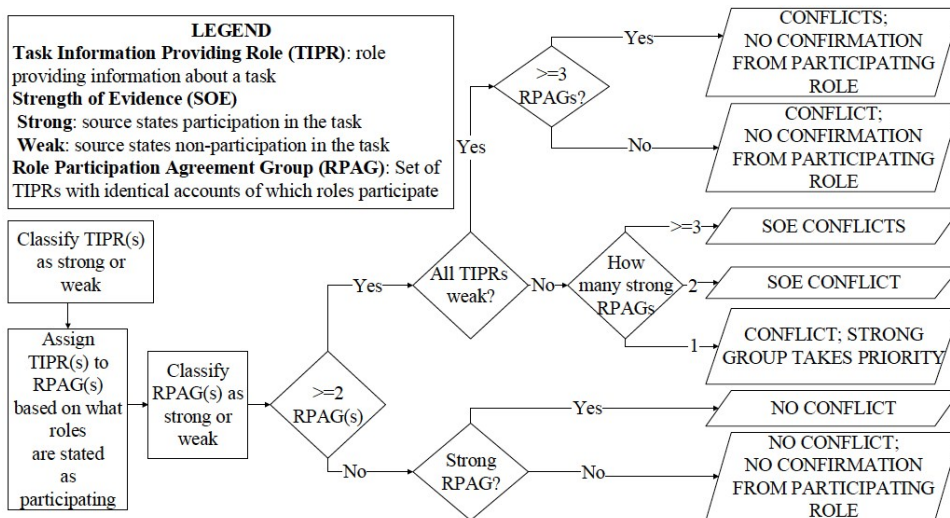 LEGEND
Task Information Providing Role (TIPR): role
providing information about a task
Strength of Evidence (SOE)
Strong: source states participation in the task
Weak: source states non-participation in the task
Role Participation Agreement Group (RPAG): Set of
TIPRs with identical accounts of which roles participate
Classify TIPR(s)
as strong or
weak
Assign
TIPR(s) to
RPAG(s)
based on what
roles
are stated
as
participating
Classify
RPAG(s) as
strong or
weak
>=2
RPAG(s)
Yes
No
All TIPRs
weak?
Yes
No
>=3
RPAGs?
Yes
No
CONFLICTS;
NO CONFIRMATION
FROM PARTICIPATING
ROLE
CONFLICT;
NO CONFIRMATION
FROM PARTICIPATING
ROLE
How
many strong
RPAGs
>=3
2
1
SOE CONFLICTS
SOE CONFLICT
CONFLICT; STRONG
GROUP TAKES PRIORITY
Strong
RPAG?
Yes
No
NO CONFLICT
NO CONFLICT;
NO CONFIRMATION
FROM PARTICIPATING
ROLE